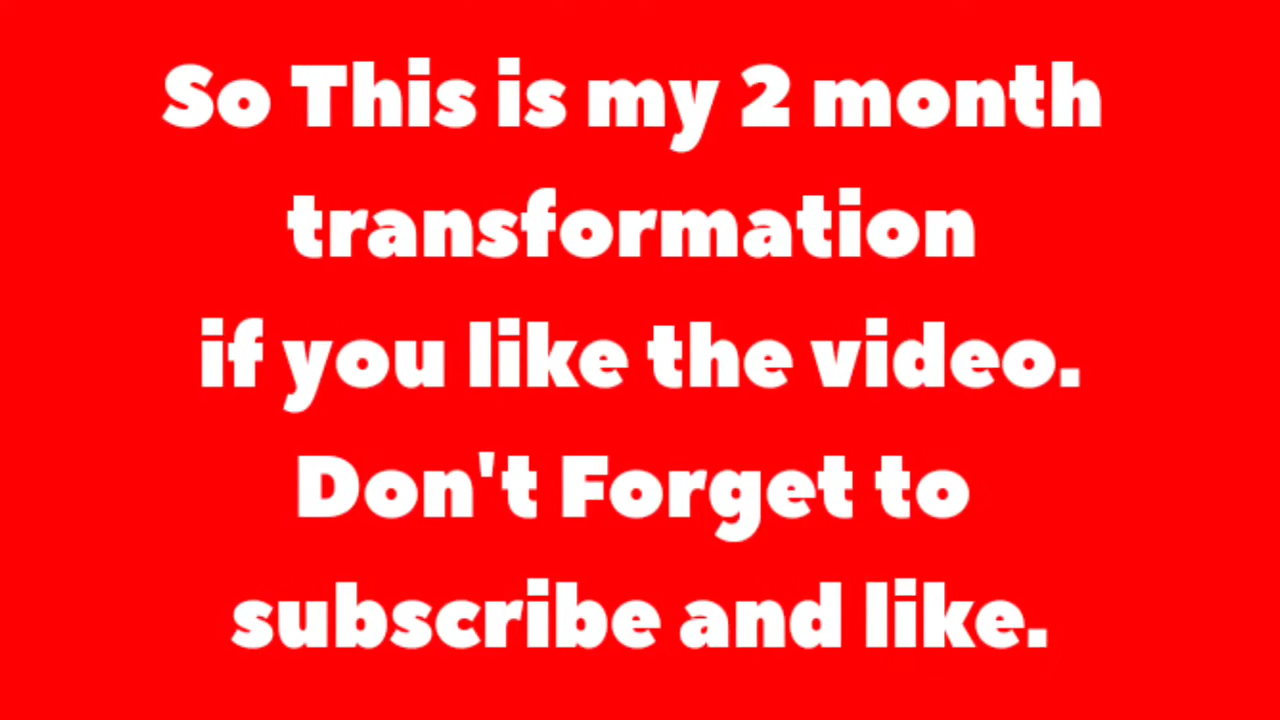 So This is my 2 month
transformation
if you like the video.
Don't Forget to
subscribe and like.